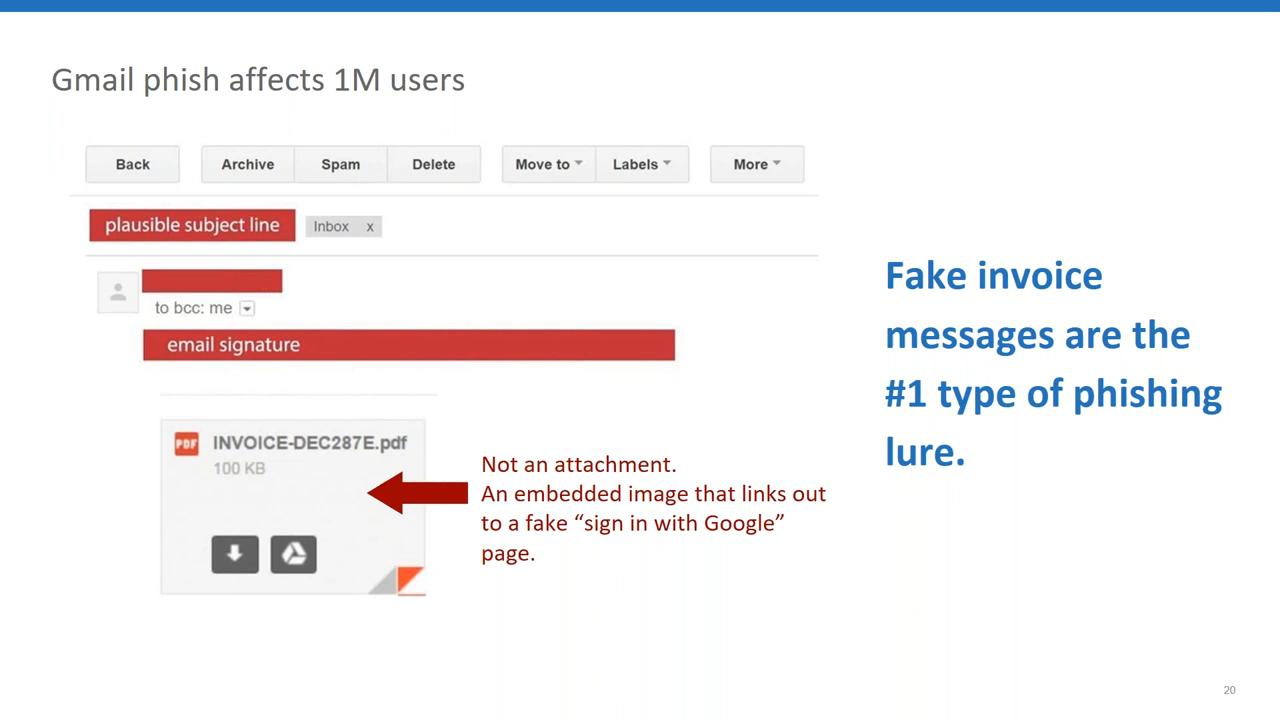 Gmail phish affects 1M users
Back Archive Spam Delete Move to Labels More
plausible subject line Inbox x
to bcc: me
email signature
PDF INVOICE-DEC287E.pdf
100 KB
Not an attachment.
An embedded image that links out
to a fake “sign in with Google”
page.
Fake invoice
messages are the
#1 type of phishing
lure.
20